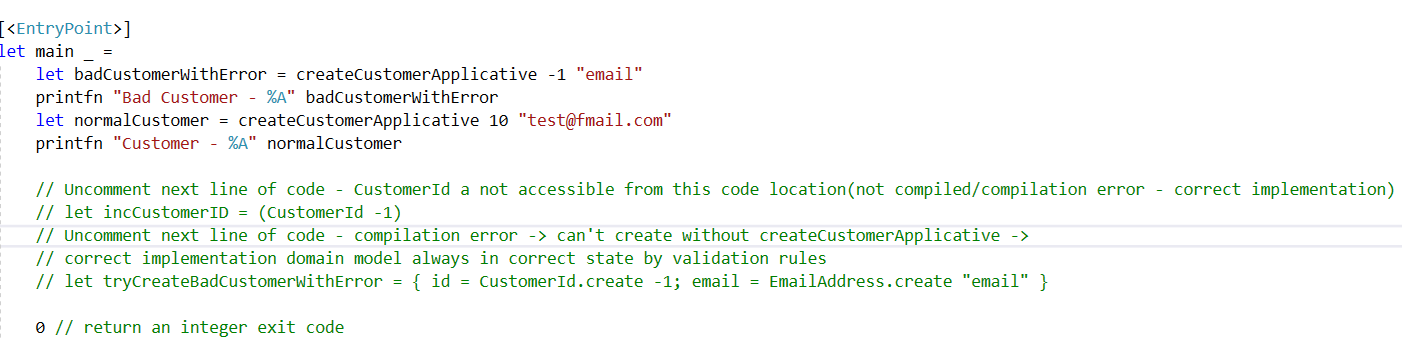 [<EntryPoint>]
let main _ =
    let badCustomerWithError = createCustomerApplicative -1 "email"
    printfn "Bad Customer - %A" badCustomerWithError
    let normalCustomer = createCustomerApplicative 10 "test@fmail.com"
    printfn "Customer - %A" normalCustomer

    // Uncomment next line of code - CustomerId a not accessible from this code location(not compiled/compilation error - correct implementation)
    // let incCustomerID = (CustomerId -1)
    // Uncomment next line of code - compilation error -> can't create without createCustomerApplicative ->
    // correct implementation domain model always in correct state by validation rules
    // let tryCreateBadCustomerWithError = { id = CustomerId.create -1; email = EmailAddress.create "email" }

    0 // return an integer exit code